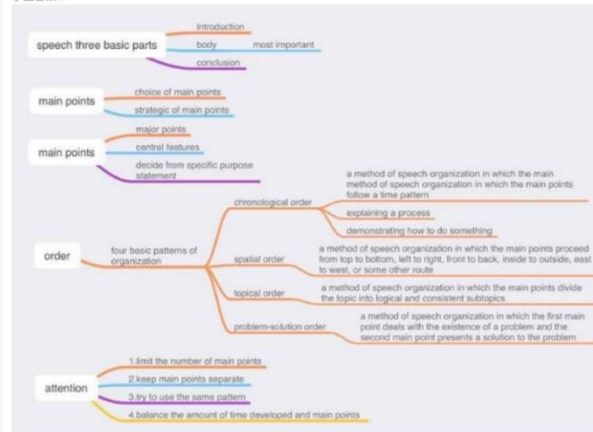 introduction
speech three basic parts
body
most important
conclusion
main points
choice of main points
strategic of main points
main points
major points
central features
decide from specific purpose
statement
order
four basic patterns of
organization
chronological order
a method of speech organization in which the main
method of speech organization in which the main points
follow a time pattern
explaining a process
demonstrating how to do something
spatial order
a method of speech organization in which the main points proceed
from top to bottom, left to right, front to back, inside to outside, east
to west, or some other route
topical order
a method of speech organization in which the main points divide
the topic into logical and consistent subtopics
problem-solution order
a method of speech organization in which the first main
point deals with the existence of a problem and the
second main point presents a solution to the problem
attention
1.limit the number of main points
2.keep main points separate
3.try to use the same pattern
4.balance the amount of time developed and main points